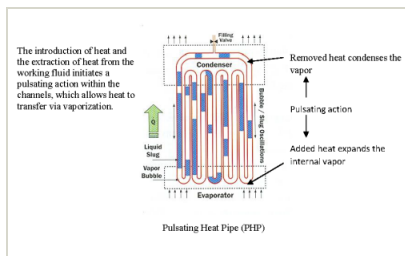 The introduction of heat and
the extraction of heat from the
working fluid initiates a
pulsating action within the
channels, which allows heat to
transfer via vaporization.
Filling
Valve
Condenser
Q
Liquid
Slug
Vapor
Bubble
Bubble / Slug Oscillations
Evaporator
Removed heat condenses the
vapor
Pulsating action
Added heat expands the
internal vapor
Pulsating Heat Pipe (PHP)